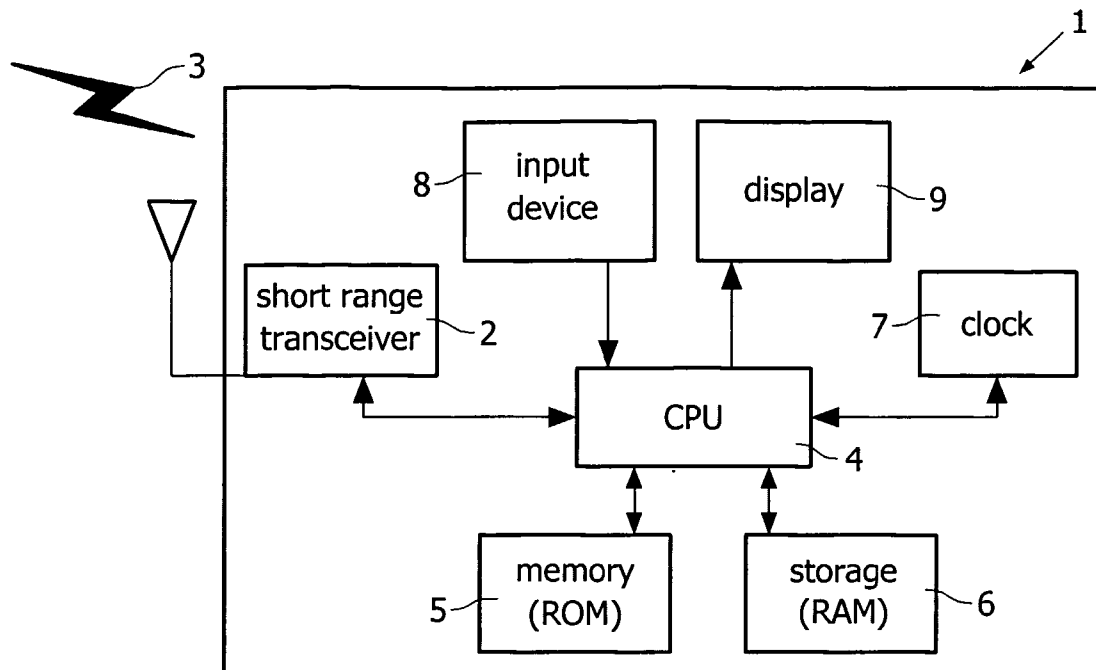 1
3
input
device
8
display
9
short range
transceiver
2
7
clock
CPU
4
memory
(ROM)
5
storage
(RAM)
6